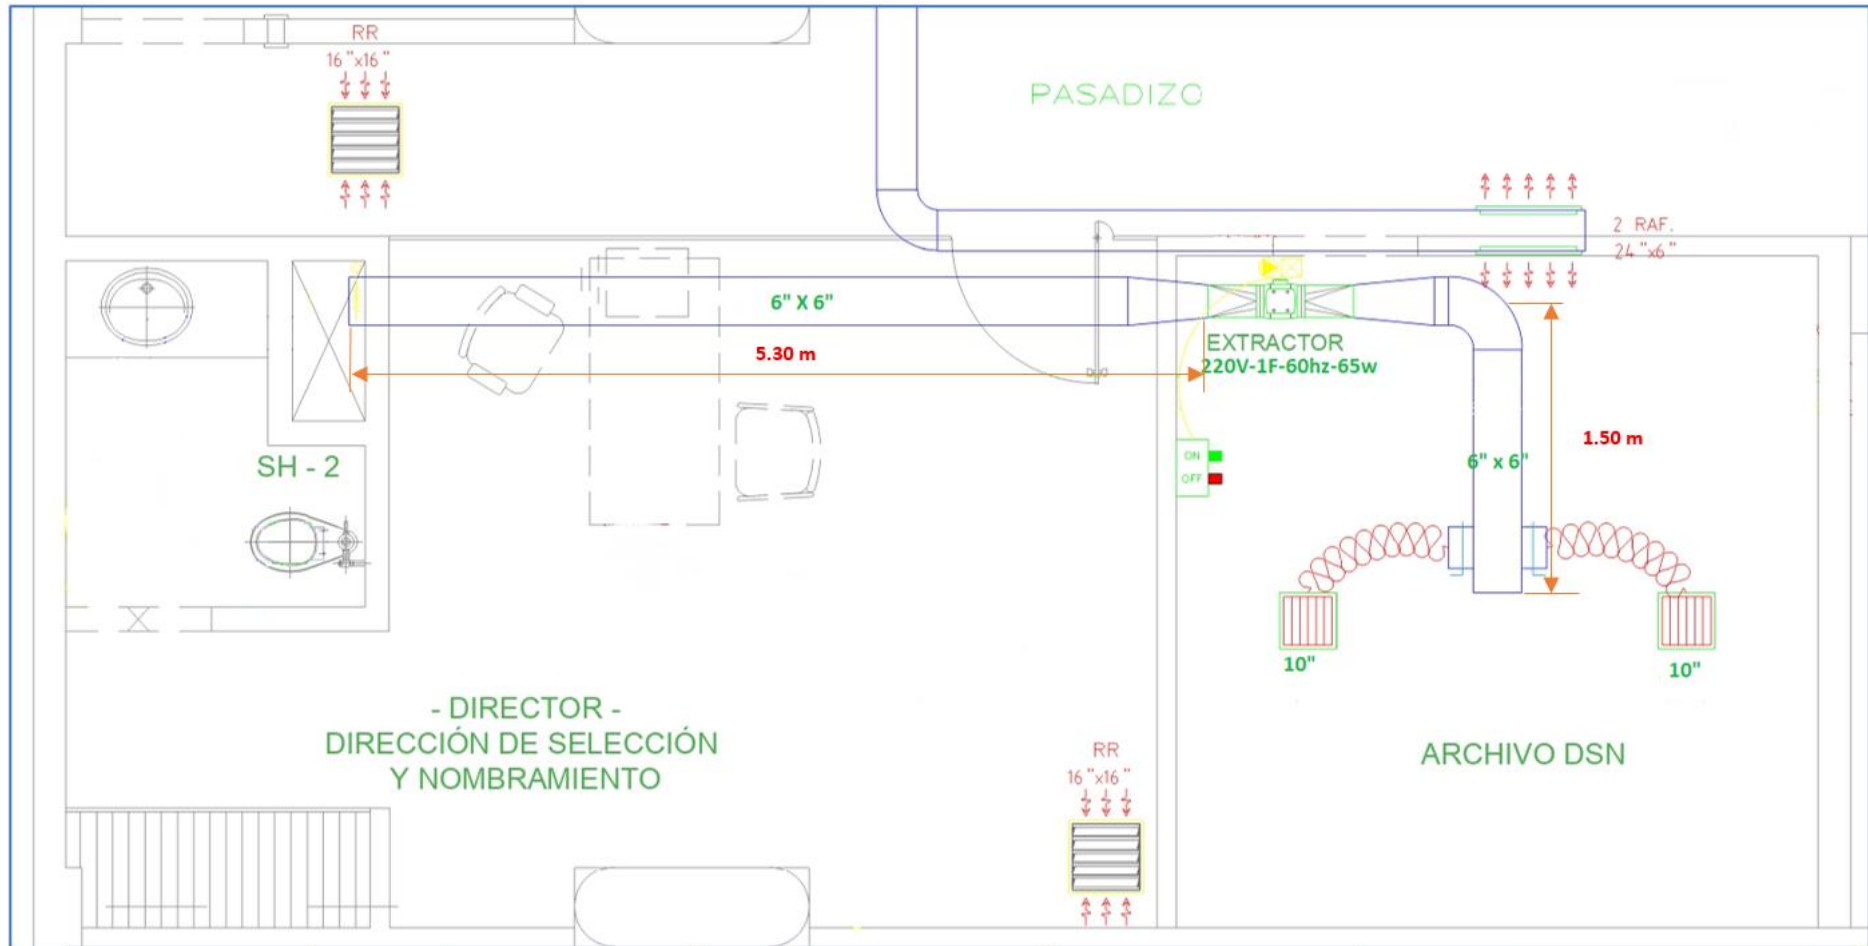 RR
16"x16"
PASADIZO
2 RAF.
24"x6"
6" X 6"
5.30 m
EXTRACTOR
220V-1F-60hz-65w
1.50 m
ON
OFF
6" x 6"
SH - 2
10"
10"
- DIRECTOR -
DIRECCIÓN DE SELECCIÓN
Y NOMBRAMIENTO
RR
16"x16"
ARCHIVO DSN